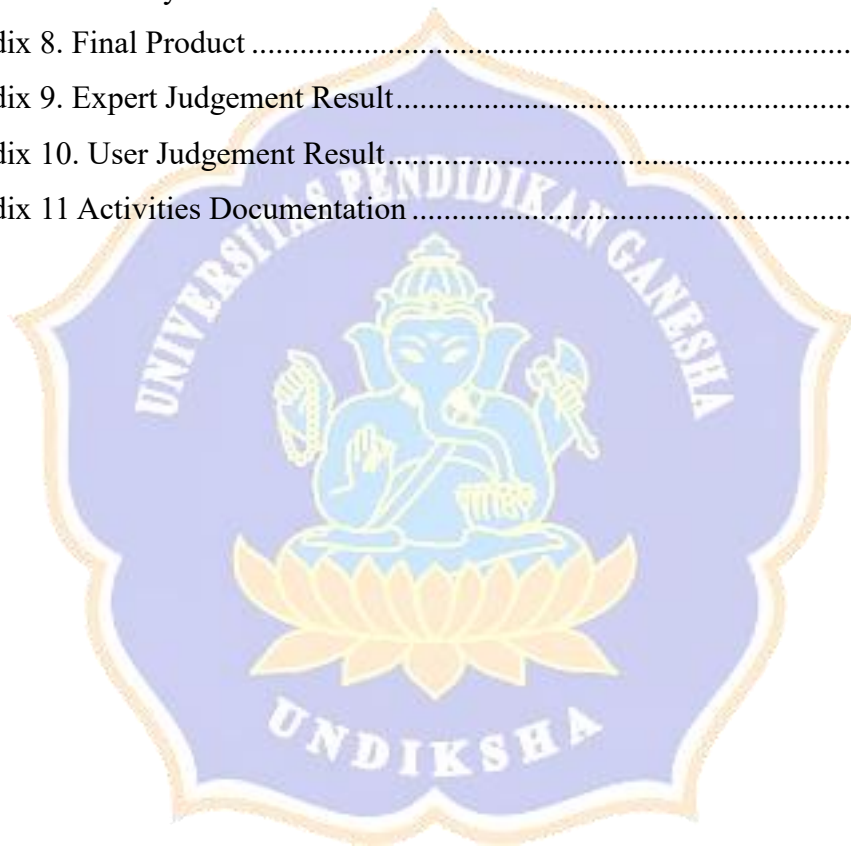 dix 8. Final Product ................................................................................
dix 9. Expert Judgement Result............................................................
dix 10. User Judgement Result.............................................................
dix 11 Activities Documentation ..........................................................
UNIVERSITAS PENDIDIKAN GANESHA
UNDIKSHA